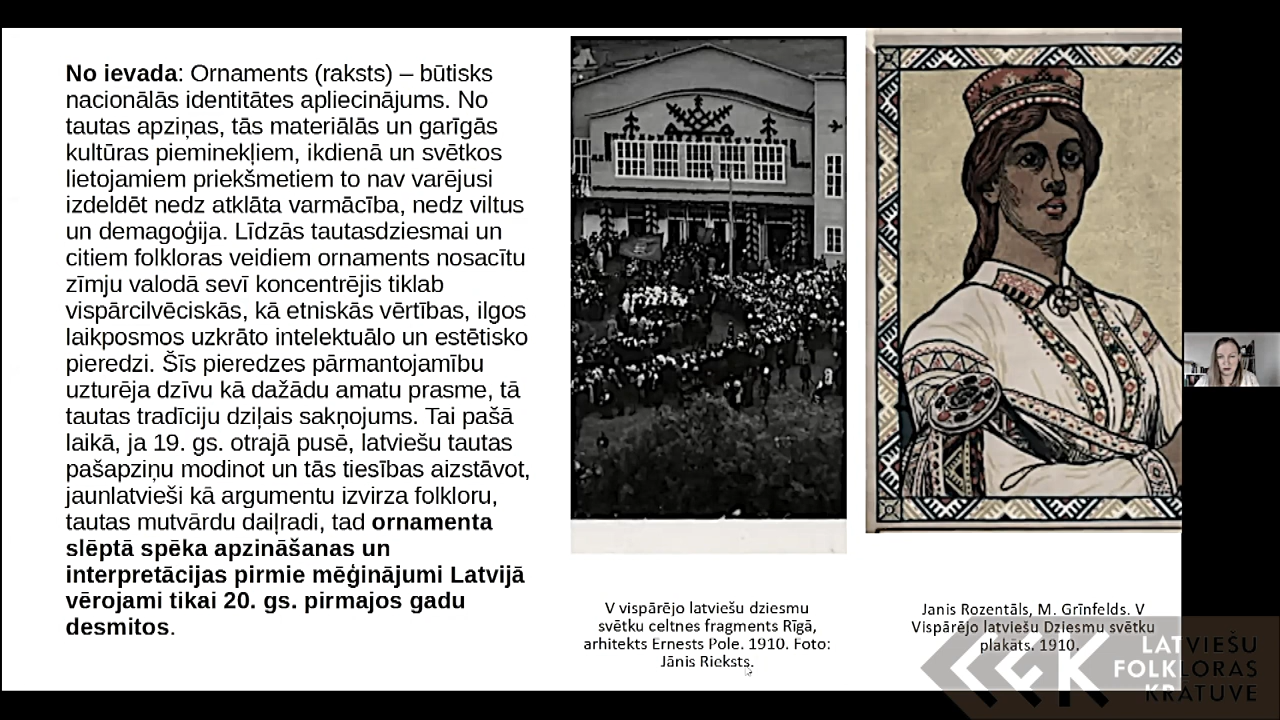 No ievada: Ornaments (raksts) – būtisks
nacionālās identitātes apliecinājums. No
tautas apziņas, tās materiālās un garīgās
kultūras pieminekļiem, ikdienā un svētkos
lietojamiem priekšmetiem to nav varējusi
izdeldēt nedz atklāta varmācība, nedz viltus
un demagoģija. Līdzās tautasdziesmai un
citiem folkloras veidiem ornaments nosacītu
zīmju valodā sevī koncentrējis tiklab
vispārcilvēciskās, kā etniskās vērtības, ilgos
laikposmos uzkrāto intelektuālo un estētisko
pieredzi. Šīs pieredzes pārmantojamību
uzturēja dzīvu kā dažādu amatu prasme, tā
tautas tradīciju dziļais sakņojums. Tai pašā
laikā, ja 19. gs. otrajā pusē, latviešu tautas
pašapziņu modinot un tās tiesības aizstāvot,
jaunlatvieši kā argumentu izvirza folkloru,
tautas mutvārdu daiļradi, tad ornamenta
slēptā spēka apzināšanas un
interpretācijas pirmie mēģinājumi Latvijā
vērojami tikai 20. gs. pirmajos gadu
desmitos.
V vispārējo latviešu dziesmu
svētku celtnes fragments Rīgā,
arhitekts Ernests Pole. 1910. Foto:
Jānis Rieksts.
Janis Rozentāls, M. Grīnfelds. V
Vispārējo latviešu Dziesmu svētku
plakāts. 1910.
LATVIEŠU
FOLKLORAS
KRĀTUVE